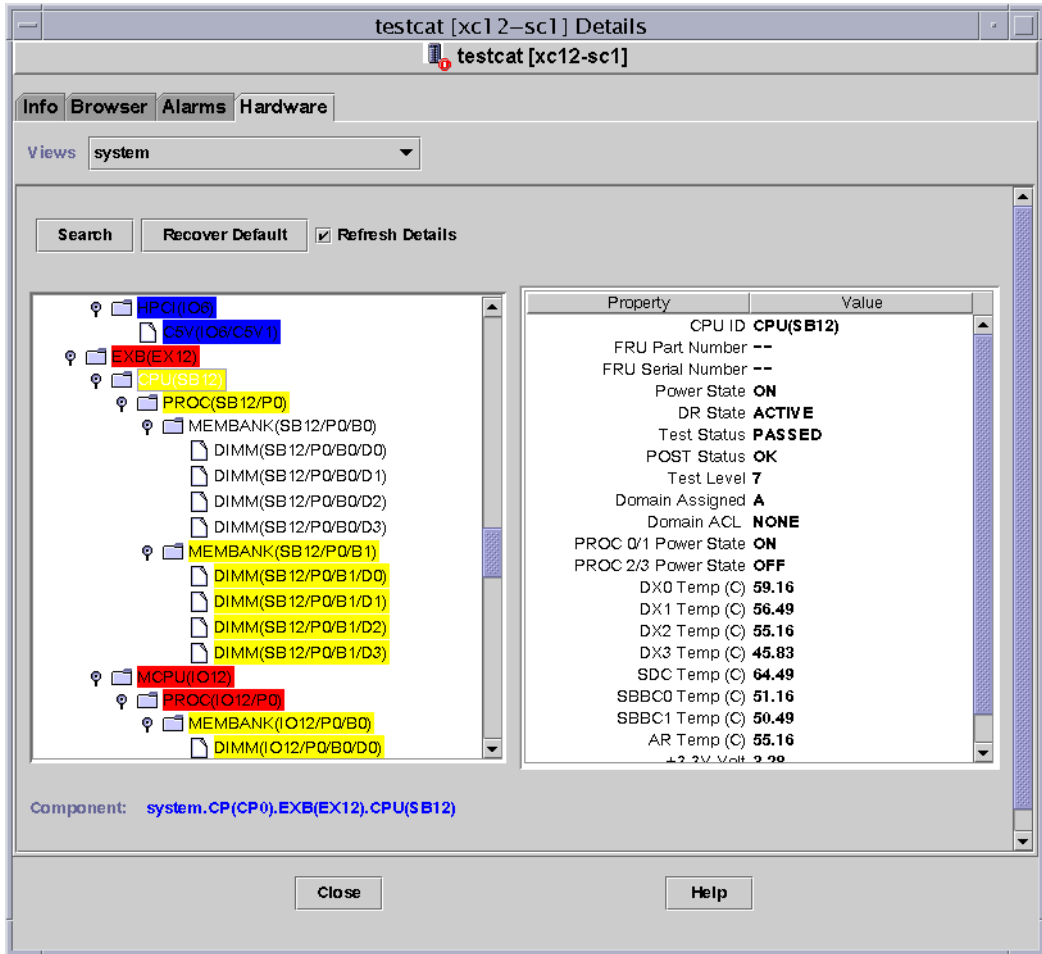 testcat [xc12-sc1] Details
testcat [xc12-sc1]
Info Browser Alarms Hardware
Views system
Search Recover Default Refresh Details
HPCI(IO6)
C5V(IO6/C5V1)
EXB(EX12)
CPU(SB12)
PROC(SB12/P0)
MEMBANK(SB12/P0/B0)
DIMM(SB12/P0/B0/D0)
DIMM(SB12/P0/B0/D1)
DIMM(SB12/P0/B0/D2)
DIMM(SB12/P0/B0/D3)
MEMBANK(SB12/P0/B1)
DIMM(SB12/P0/B1/D0)
DIMM(SB12/P0/B1/D1)
DIMM(SB12/P0/B1/D2)
DIMM(SB12/P0/B1/D3)
MCPU(IO12)
PROC(IO12/P0)
MEMBANK(IO12/P0/B0)
DIMM(IO12/P0/B0/D0)
Property Value
CPU ID CPU(SB12)
FRU Part Number --
FRU Serial Number --
Power State ON
DR State ACTIVE
Test Status PASSED
POST Status OK
Test Level 7
Domain Assigned A
Domain ACL NONE
PROC 0/1 Power State ON
PROC 2/3 Power State OFF
DX0 Temp (C) 59.16
DX1 Temp (C) 56.49
DX2 Temp (C) 55.16
DX3 Temp (C) 45.83
SDC Temp (C) 64.49
SBBC0 Temp (C) 51.16
SBBC1 Temp (C) 50.49
AR Temp (C) 55.16
+3.3V Volt 3.28
Component: system.CP(CP0).EXB(EX12).CPU(SB12)
Close Help